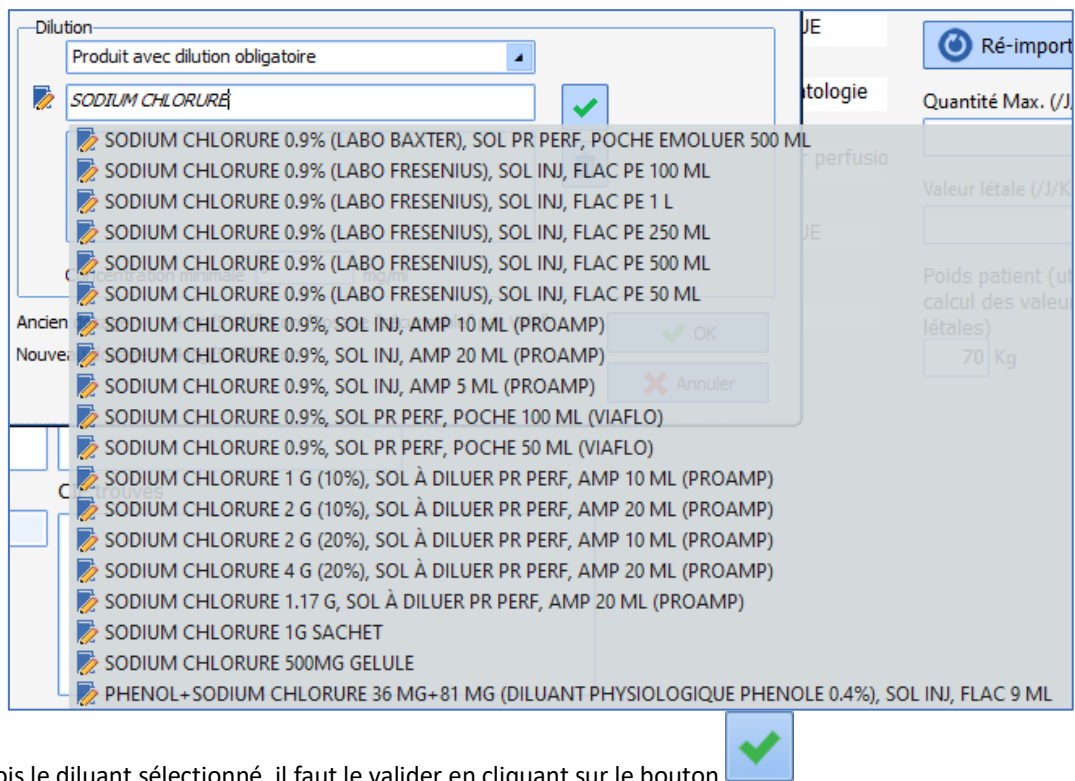 Dilution
UE
Produit avec dilution obligatoire
Ré-import
SODIUM CHLORURE
tologie
Quantité Max. (/J/
SODIUM CHLORURE 0.9% (LABO BAXTER), SOL PR PERF, POCHE EMOLUER 500 ML
perfusio
SODIUM CHLORURE 0.9% (LABO FRESENIUS), SOL INJ, FLAC PE 100 ML
Valeur létale (/J/K
SODIUM CHLORURE 0.9% (LABO FRESENIUS), SOL INJ, FLAC PE 1 L
SODIUM CHLORURE 0.9% (LABO FRESENIUS), SOL INJ, FLAC PE 250 ML
UE
SODIUM CHLORURE 0.9% (LABO FRESENIUS), SOL INJ, FLAC PE 500 ML
Concentration minimale mg/ml
Poids patient (ut
calcul des valeu
létales)
SODIUM CHLORURE 0.9% (LABO FRESENIUS), SOL INJ, FLAC PE 50 ML
Ancien
SODIUM CHLORURE 0.9%, SOL INJ, AMP 10 ML (PROAMP)
OK
Nouvea
SODIUM CHLORURE 0.9%, SOL INJ, AMP 20 ML (PROAMP)
70 Kg
SODIUM CHLORURE 0.9%, SOL INJ, AMP 5 ML (PROAMP)
Annuler
SODIUM CHLORURE 0.9%, SOL PR PERF, POCHE 100 ML (VIAFLO)
SODIUM CHLORURE 0.9%, SOL PR PERF, POCHE 50 ML (VIAFLO)
SODIUM CHLORURE 1 G (10%), SOL À DILUER PR PERF, AMP 10 ML (PROAMP)
trouvés
SODIUM CHLORURE 2 G (10%), SOL À DILUER PR PERF, AMP 20 ML (PROAMP)
SODIUM CHLORURE 2 G (20%), SOL À DILUER PR PERF, AMP 10 ML (PROAMP)
SODIUM CHLORURE 4 G (20%), SOL À DILUER PR PERF, AMP 20 ML (PROAMP)
SODIUM CHLORURE 1.17 G, SOL À DILUER PR PERF, AMP 20 ML (PROAMP)
SODIUM CHLORURE 1G SACHET
SODIUM CHLORURE 500MG GELULE
PHENOL+SODIUM CHLORURE 36 MG+81 MG (DILUANT PHYSIOLOGIQUE PHENOLE 0.4%), SOL INJ, FLAC 9 ML
is le diluant sélectionné, il faut le valider en cliquant sur le bouton